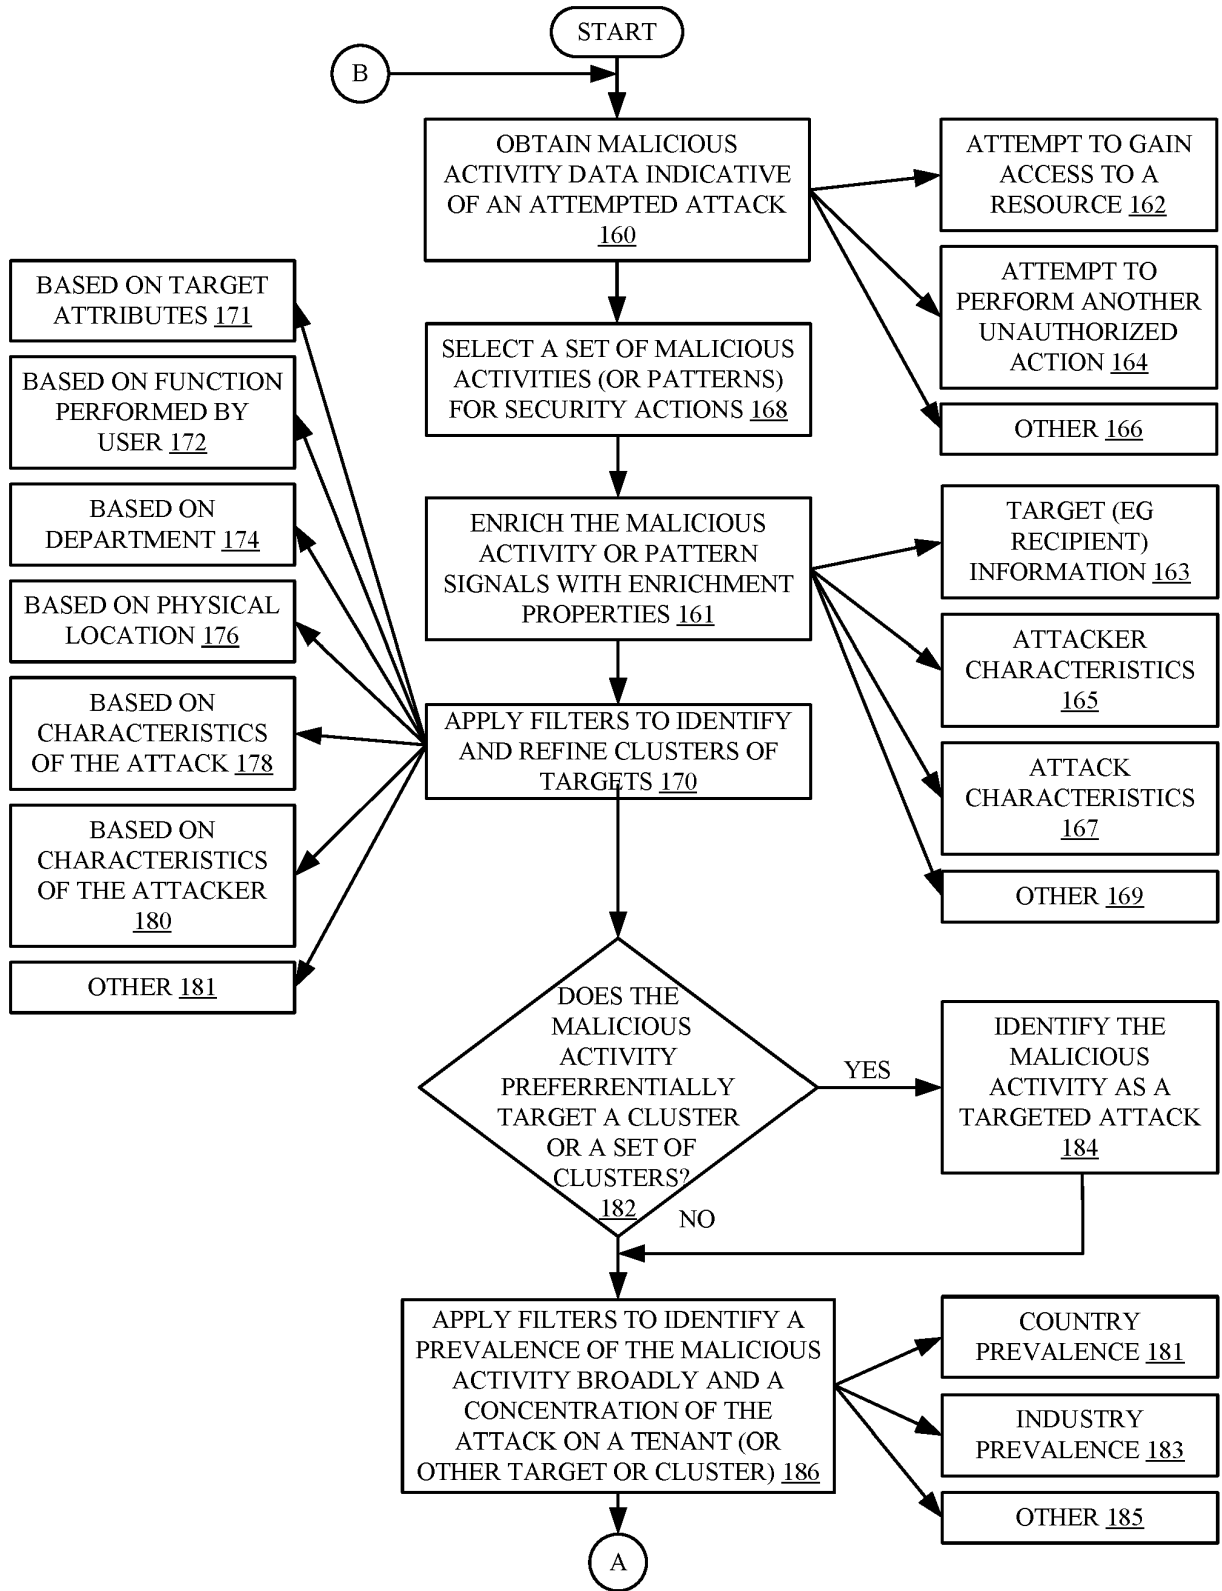 START
B
OBTAIN MALICIOUS
ACTIVITY DATA INDICATIVE
OF AN ATTEMPTED ATTACK
160
ATTEMPT TO GAIN
ACCESS TO A
RESOURCE 162
ATTEMPT TO
PERFORM ANOTHER
UNAUTHORIZED
ACTION 164
OTHER 166
SELECT A SET OF MALICIOUS
ACTIVITIES (OR PATTERNS)
FOR SECURITY ACTIONS 168
ENRICH THE MALICIOUS
ACTIVITY OR PATTERN
SIGNALS WITH ENRICHMENT
PROPERTIES 161
TARGET (EG
RECIPIENT)
INFORMATION 163
ATTACKER
CHARACTERISTICS
165
ATTACK
CHARACTERISTICS
167
OTHER 169
APPLY FILTERS TO IDENTIFY
AND REFINE CLUSTERS OF
TARGETS 170
BASED ON TARGET
ATTRIBUTES 171
BASED ON FUNCTION
PERFORMED BY
USER 172
BASED ON
DEPARTMENT 174
BASED ON PHYSICAL
LOCATION 176
BASED ON
CHARACTERISTICS
OF THE ATTACK 178
BASED ON
CHARACTERISTICS
OF THE ATTACKER
180
OTHER 181
DOES THE
MALICIOUS
ACTIVITY
PREFERRENTIALLY
TARGET A CLUSTER
OR A SET OF
CLUSTERS?
182
YES
IDENTIFY THE
MALICIOUS
ACTIVITY AS A
TARGETED ATTACK
184
NO
APPLY FILTERS TO IDENTIFY A
PREVALENCE OF THE MALICIOUS
ACTIVITY BROADLY AND A
CONCENTRATION OF THE
ATTACK ON A TENANT (OR
OTHER TARGET OR CLUSTER) 186
COUNTRY
PREVALENCE 181
INDUSTRY
PREVALENCE 183
OTHER 185
A